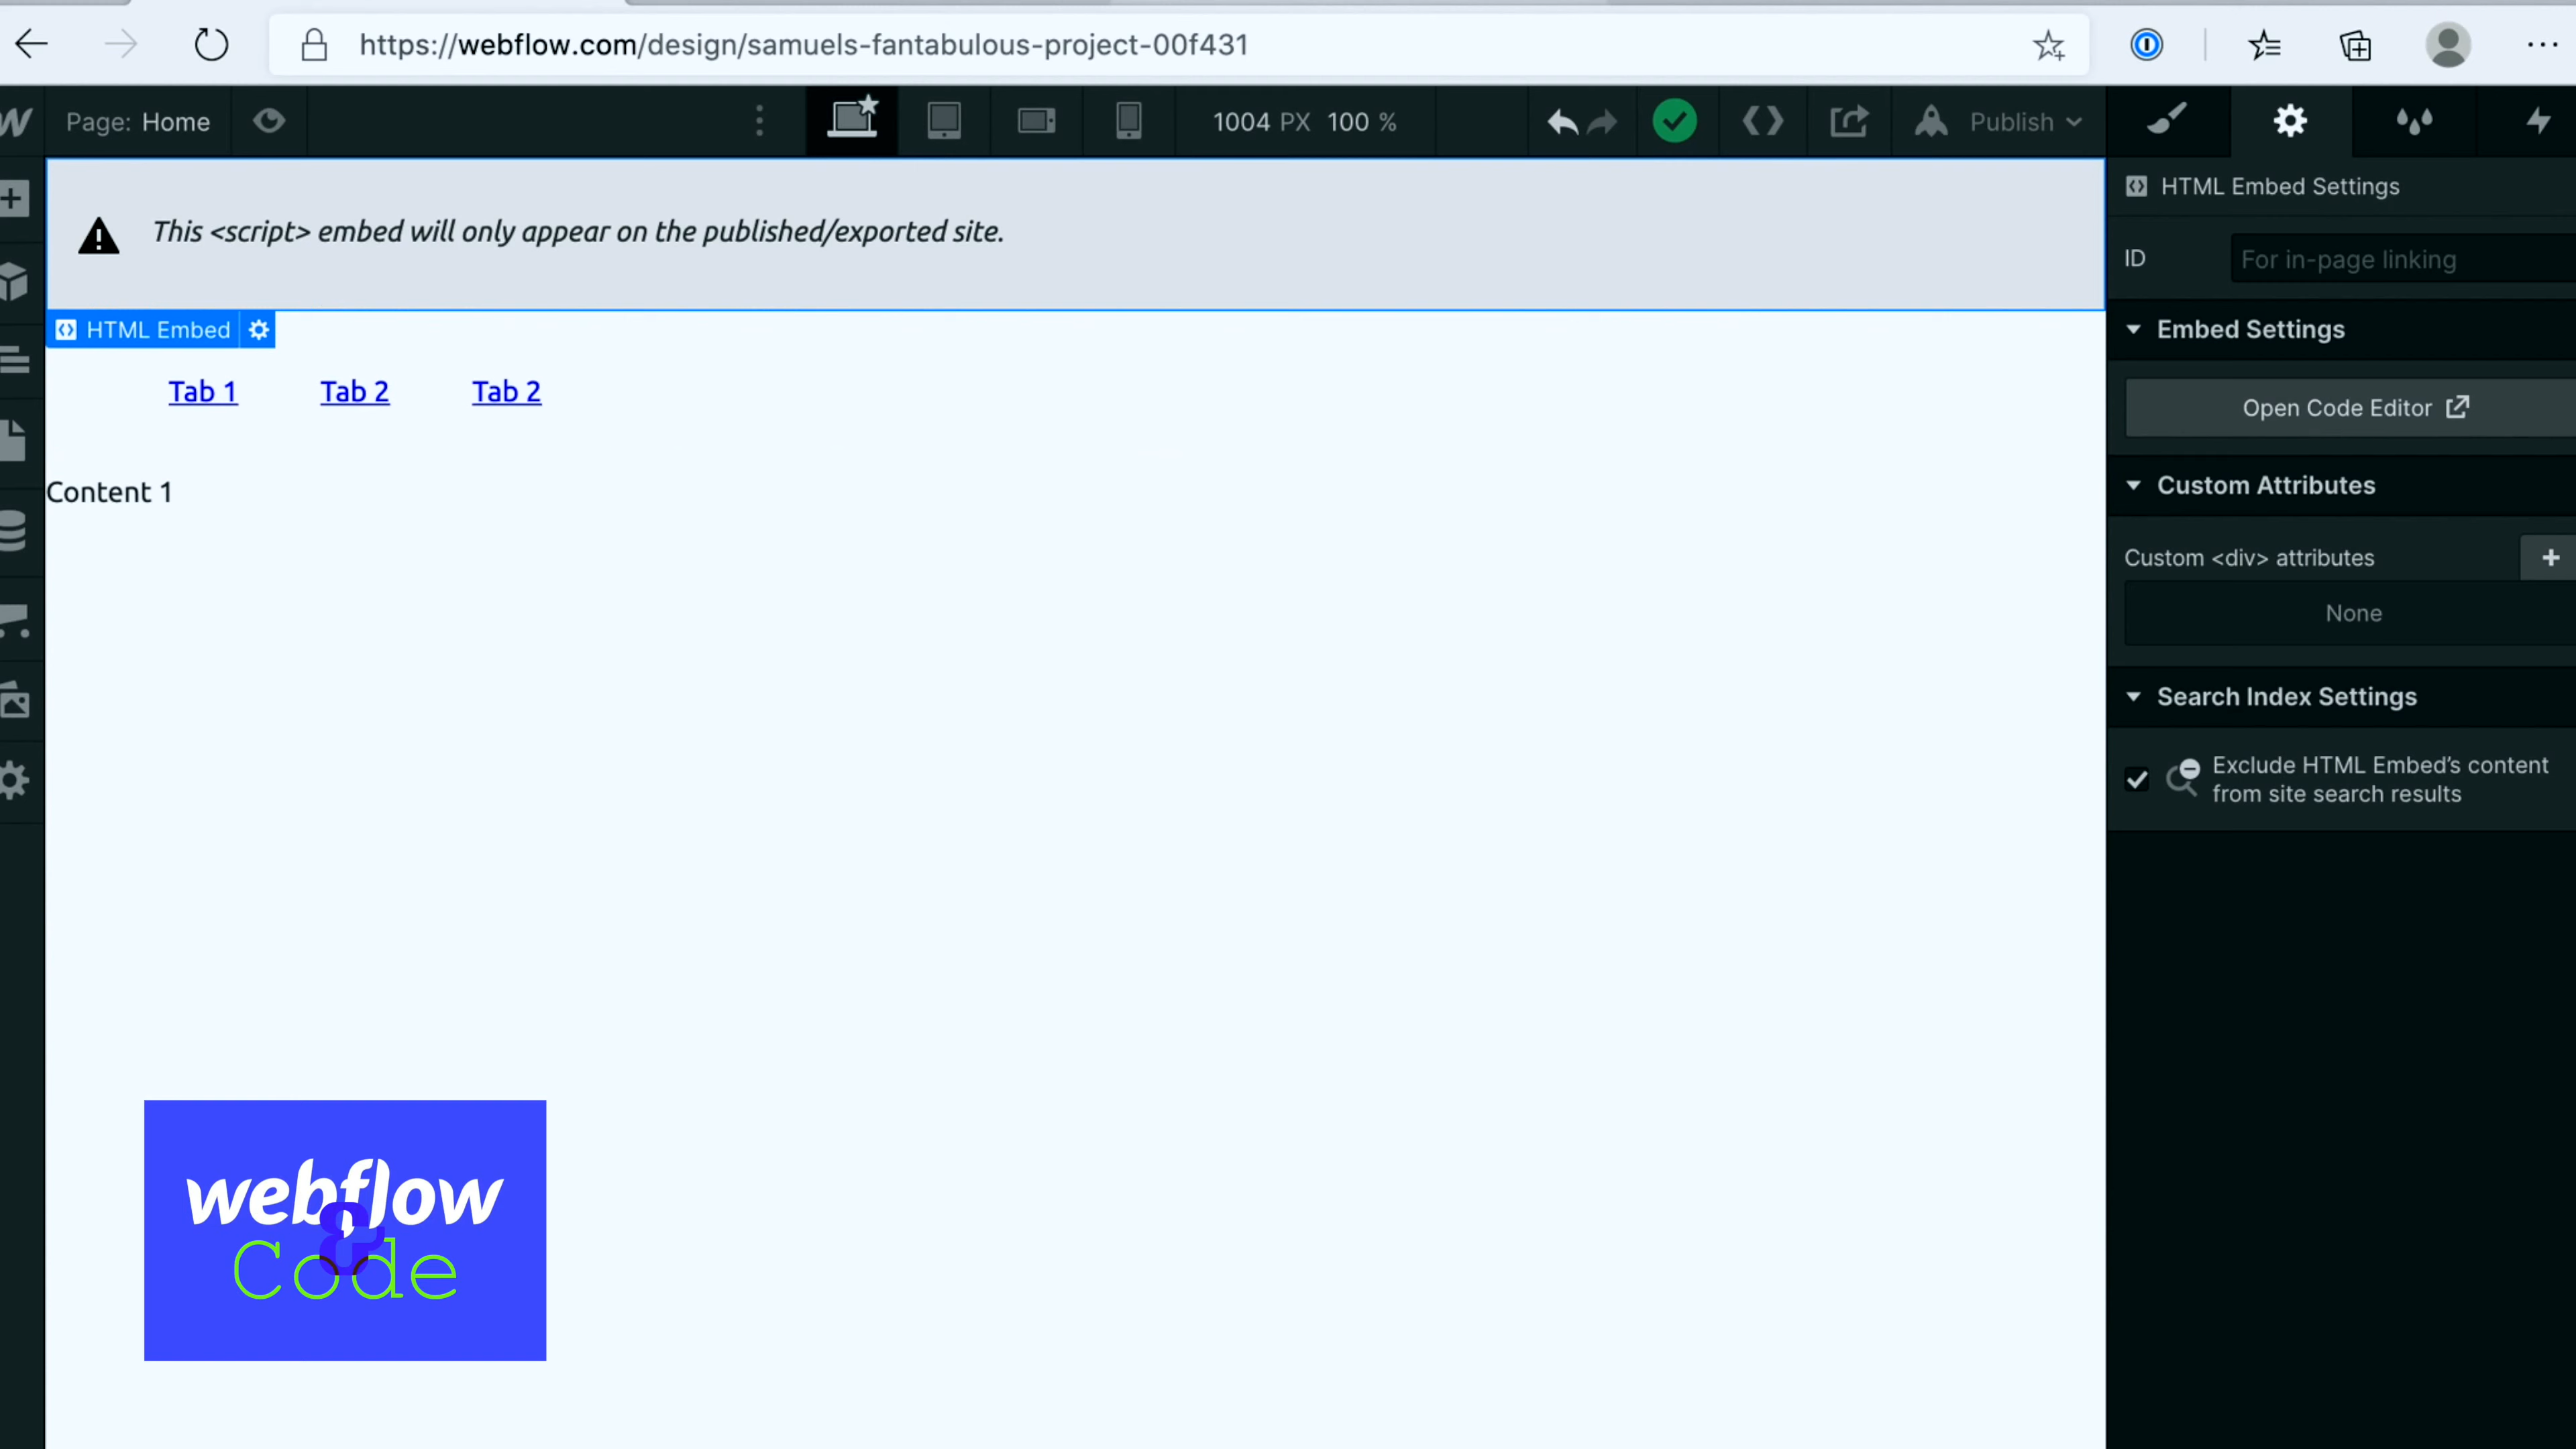 https://webflow.com/design/samuels-fantabulous-project-00f431
Page: Home
1004 PX 100 %
Publish
This <script> embed will only appear on the published/exported site.
HTML Embed
Tab 1
Tab 2
Tab 2
Content 1
webflow
&
Code
HTML Embed Settings
ID
For in-page linking
Embed Settings
Open Code Editor
Custom Attributes
Custom <div> attributes
+
None
Search Index Settings
Exclude HTML Embed’s content
from site search results